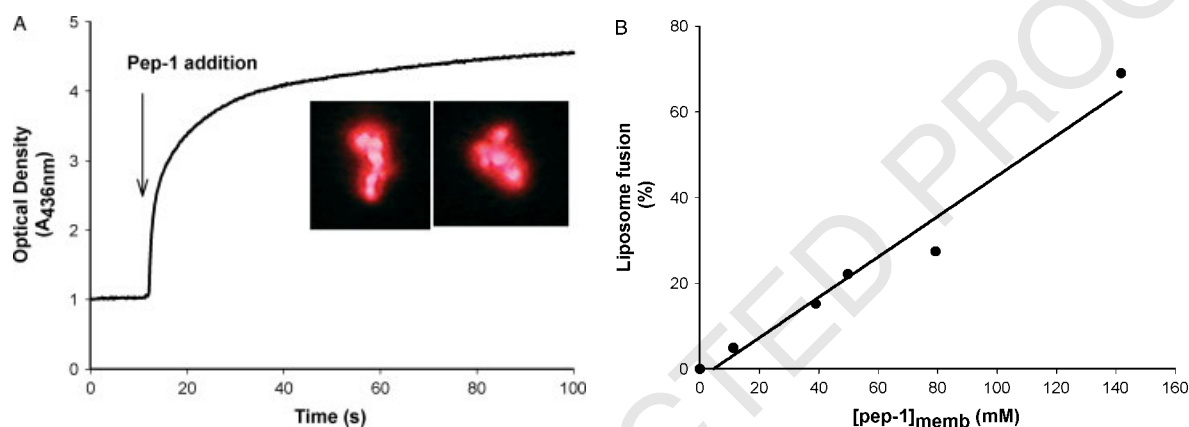 A
5
4
3
2
1
0
Optical Density
(A436nm)
Pep-1 addition
0 20 40 60 80 100
Time (s)
B
80
60
40
20
0
Liposome fusion
(%)
0 20 40 60 80 100 120 140 160
[pep-1]memb (mM)
CTED PROO